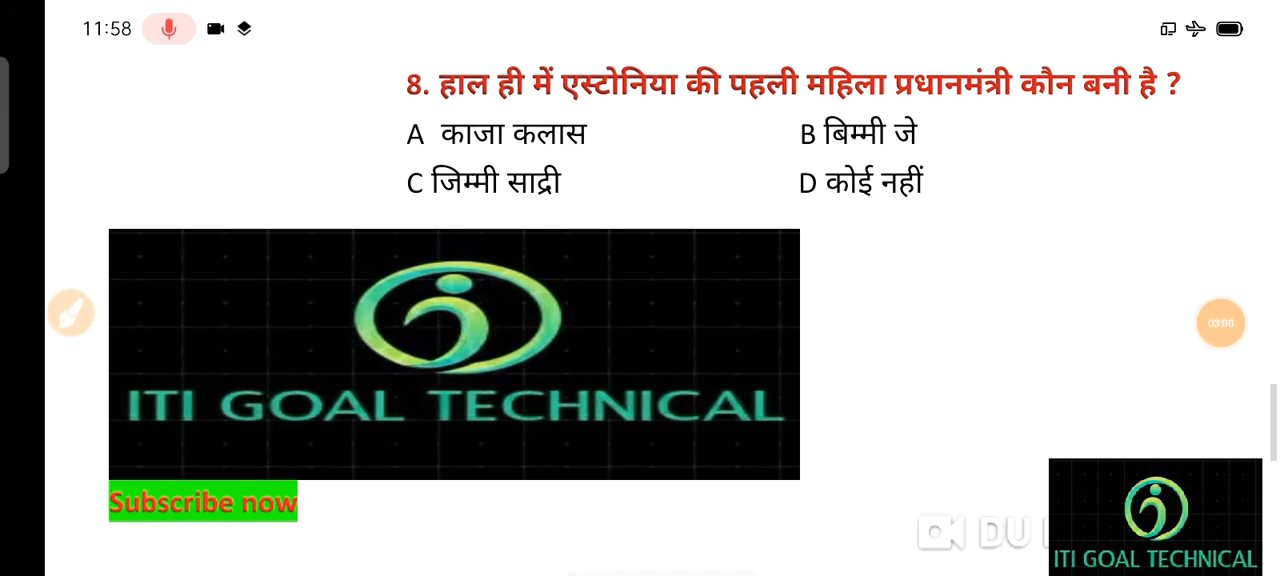 11:58
8. हाल ही में एस्टोनिया की पहली महिला प्रधानमंत्री कौन बनी है ?
A काजा कलास B बिम्मी जे
C जिम्मी साद्री D कोई नहीं
ITI GOAL TECHNICAL
Subscribe now
DU
ITI GOAL TECHNICAL